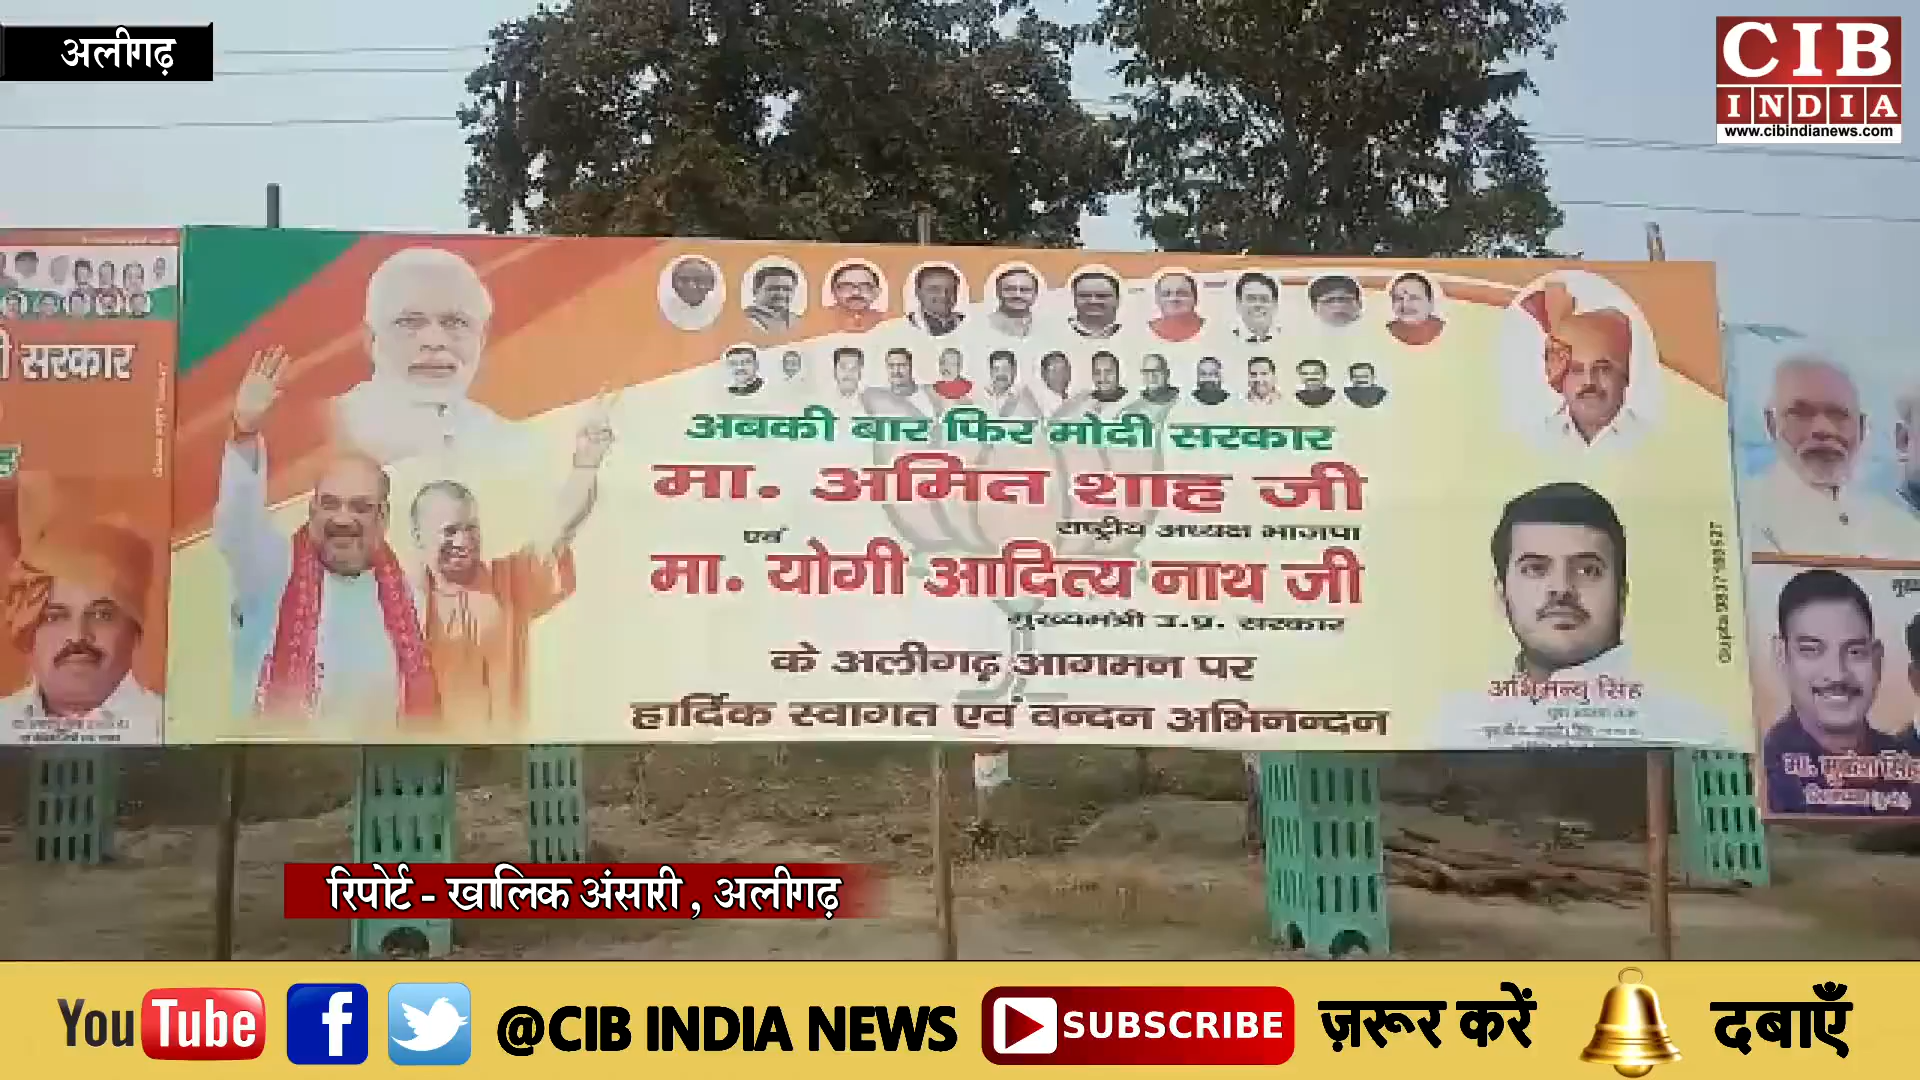 अलीगढ़
CIB
INDIA
www.cibindianews.com
सरकार
अबकी बार फिर मोदी सरकार
मा. अमित शाह जी
राष्ट्रीय अध्यक्ष भाजपा
एवं
मा. योगी आदित्य नाथ जी
मुख्यमंत्री उ.प्र. सरकार
के अलीगढ़ आगमन पर
हार्दिक स्वागत एवं वन्दन अभिनन्दन
अभिमन्यु सिंह
रिपोर्ट - खालिक अंसारी , अलीगढ़
YouTube @CIB INDIA NEWS SUBSCRIBE ज़रूर करें दबाएँ